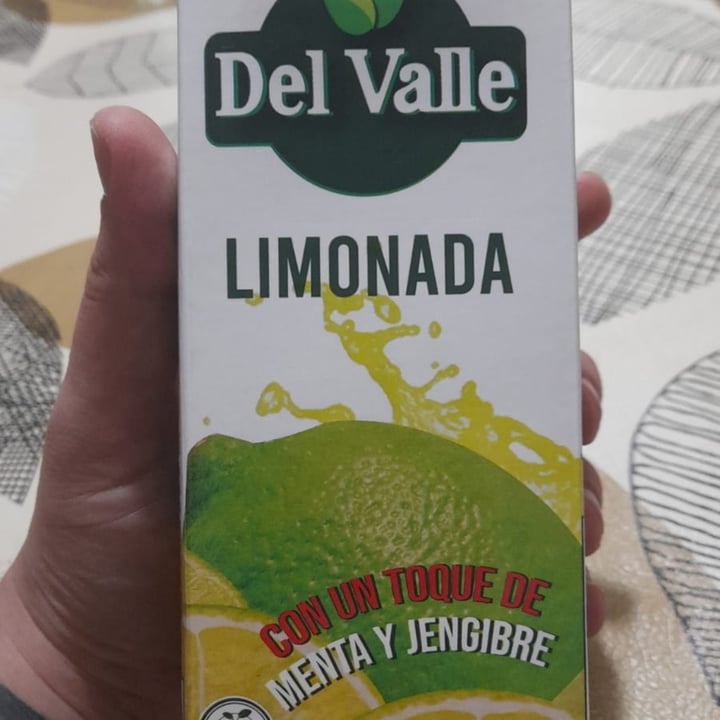 Del Valle
LIMONADA
CON UN TOQUE DE
MENTA Y JENGIBRE